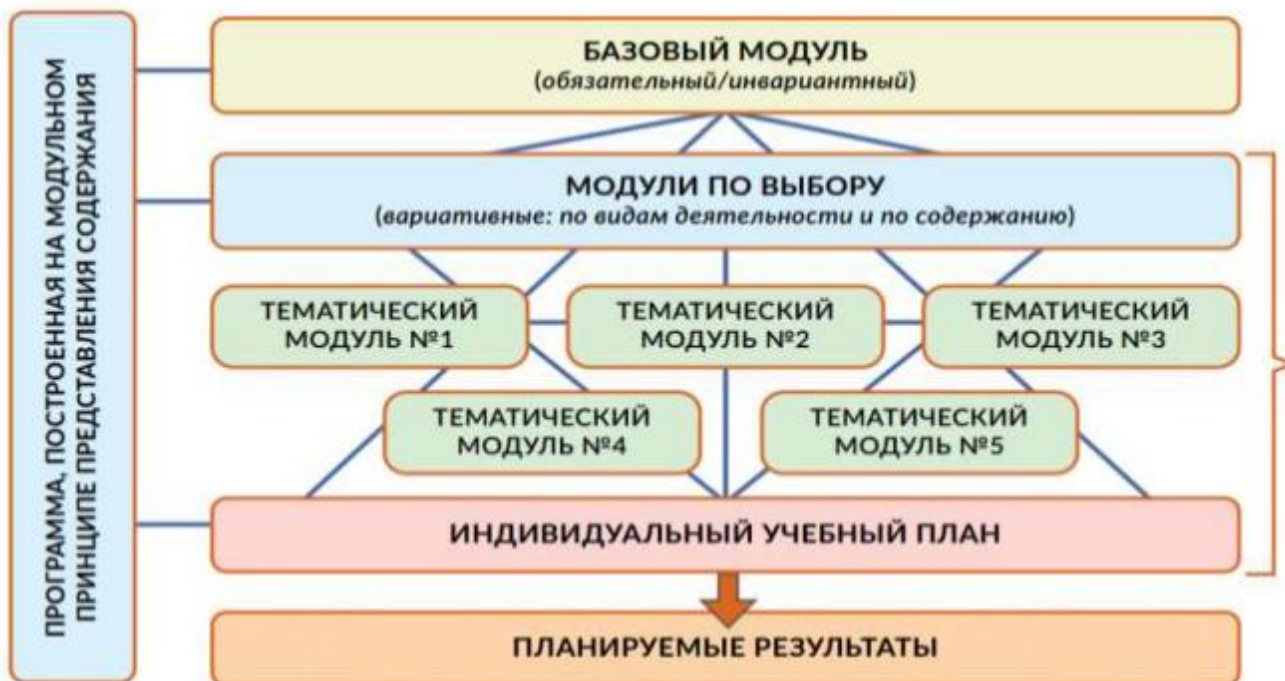 ПРОГРАММА, ПОСТРОЕННАЯ НА МОДУЛЬНОМ
ПРИНЦИПЕ ПРЕДСТАВЛЕНИЯ СОДЕРЖАНИЯ
БАЗОВЫЙ МОДУЛЬ
(обязательный/инвариантный)
МОДУЛИ ПО ВЫБОРУ
(вариативные: по видам деятельности и по содержанию)
ТЕМАТИЧЕСКИЙ
МОДУЛЬ №1
ТЕМАТИЧЕСКИЙ
МОДУЛЬ №2
ТЕМАТИЧЕСКИЙ
МОДУЛЬ №3
ТЕМАТИЧЕСКИЙ
МОДУЛЬ №4
ТЕМАТИЧЕСКИЙ
МОДУЛЬ №5
ИНДИВИДУАЛЬНЫЙ УЧЕБНЫЙ ПЛАН
ПЛАНИРУЕМЫЕ РЕЗУЛЬТАТЫ